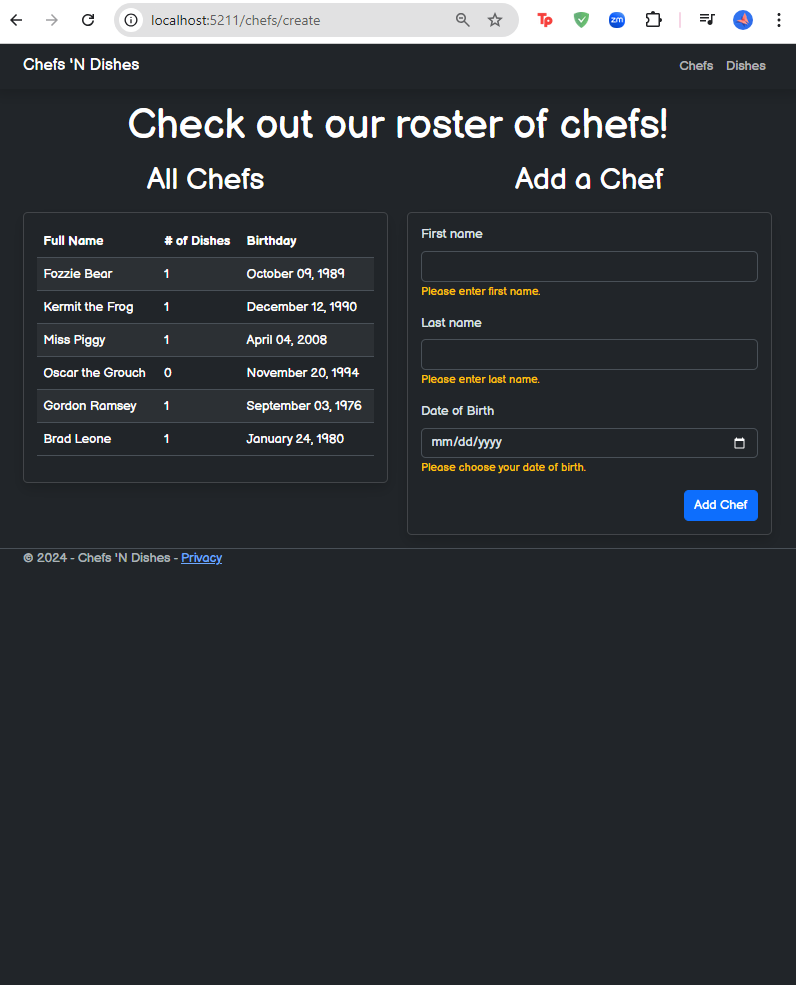 localhost:5211/chefs/create
Tp
zm
Chefs 'N Dishes
Chefs Dishes
Check out our roster of chefs!
All Chefs
Full Name # of Dishes Birthday
Fozzie Bear 1 October 09, 1989
Kermit the Frog 1 December 12, 1990
Miss Piggy 1 April 04, 2008
Oscar the Grouch 0 November 20, 1994
Gordon Ramsey 1 September 03, 1976
Brad Leone 1 January 24, 1980
Add a Chef
First name
Please enter first name.
Last name
Please enter last name.
Date of Birth
mm/dd/yyyy
Please choose your date of birth.
Add Chef
© 2024 - Chefs 'N Dishes - Privacy